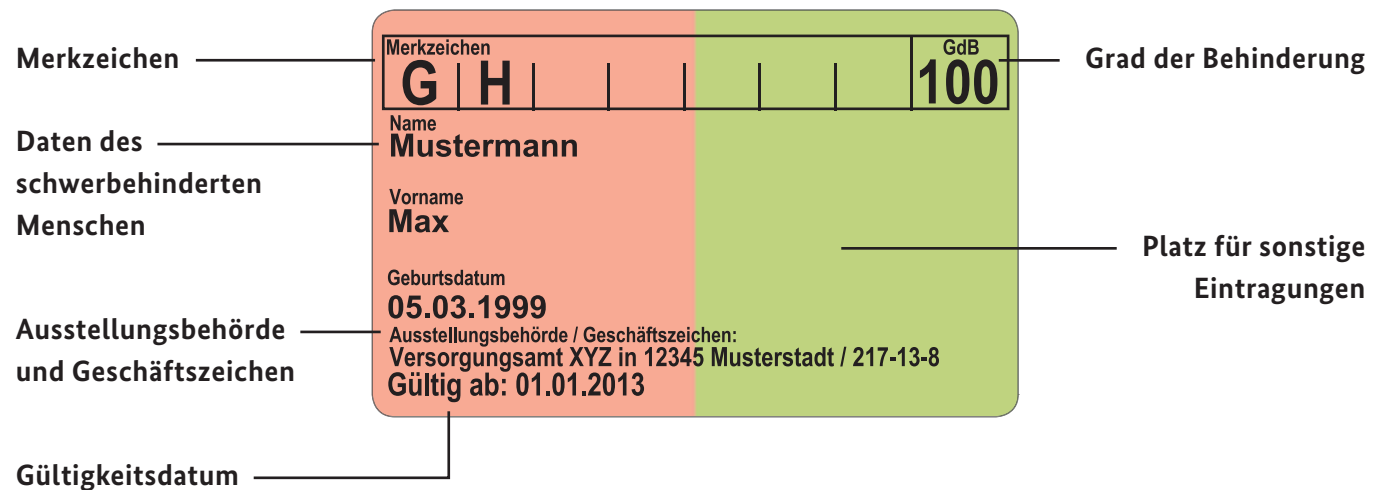 Merkzeichen
Merkzeichen
GdB
Grad der Behinderung
G H
100
Daten des
schwerbehinderten
Menschen
Name
Mustermann
Vorname
Max
Platz für sonstige
Eintragungen
Geburtsdatum
05.03.1999
Ausstellungsbehörde
und Geschäftszeichen
Ausstellungsbehörde / Geschäftszeichen:
Versorgungsamt XYZ in 12345 Musterstadt / 217-13-8
Gültig ab: 01.01.2013
Gültigkeitsdatum